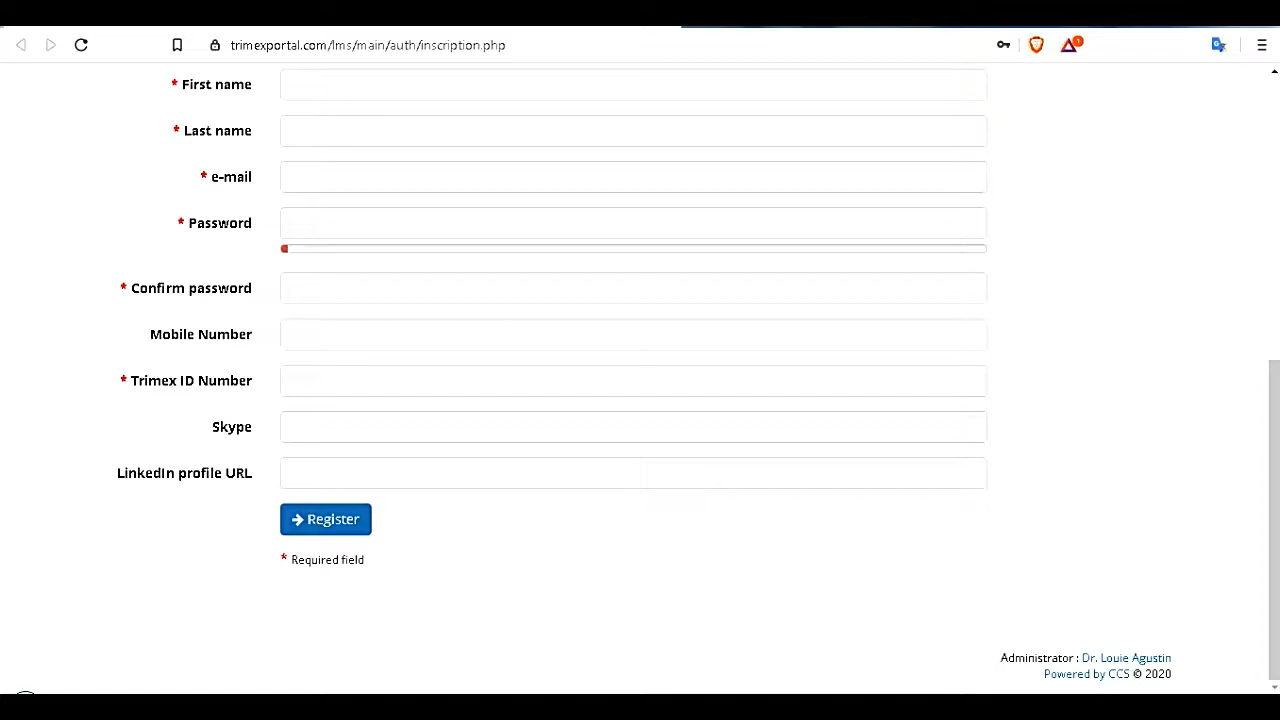 trimexportal.com/lms/main/auth/inscription.php
1
* First name
* Last name
* e-mail
* Password
* Confirm password
Mobile Number
* Trimex ID Number
Skype
LinkedIn profile URL
Register
* Required field
Administrator : Dr. Louie Agustin
Powered by CCS © 2020